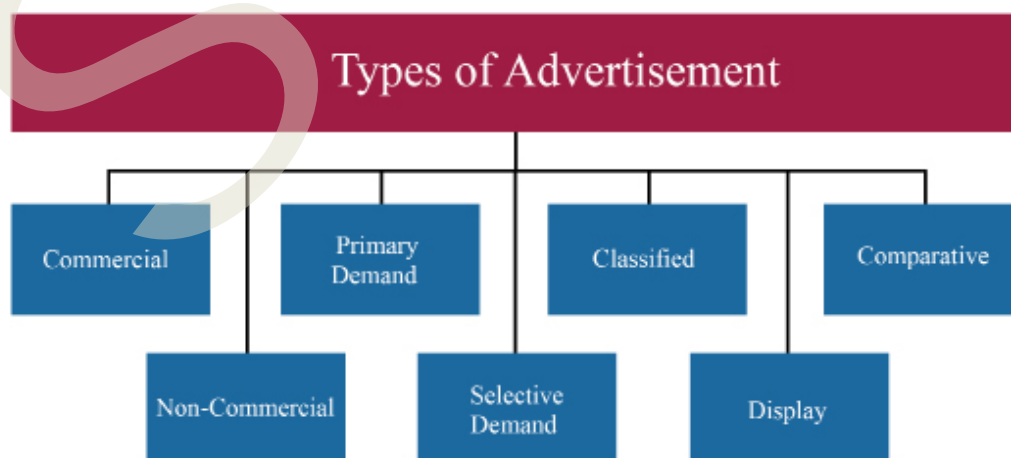 Types of Advertisement
Commercial
Primary
Demand
Classified
Comparative
Non-Commercial
Selective
Demand
Display